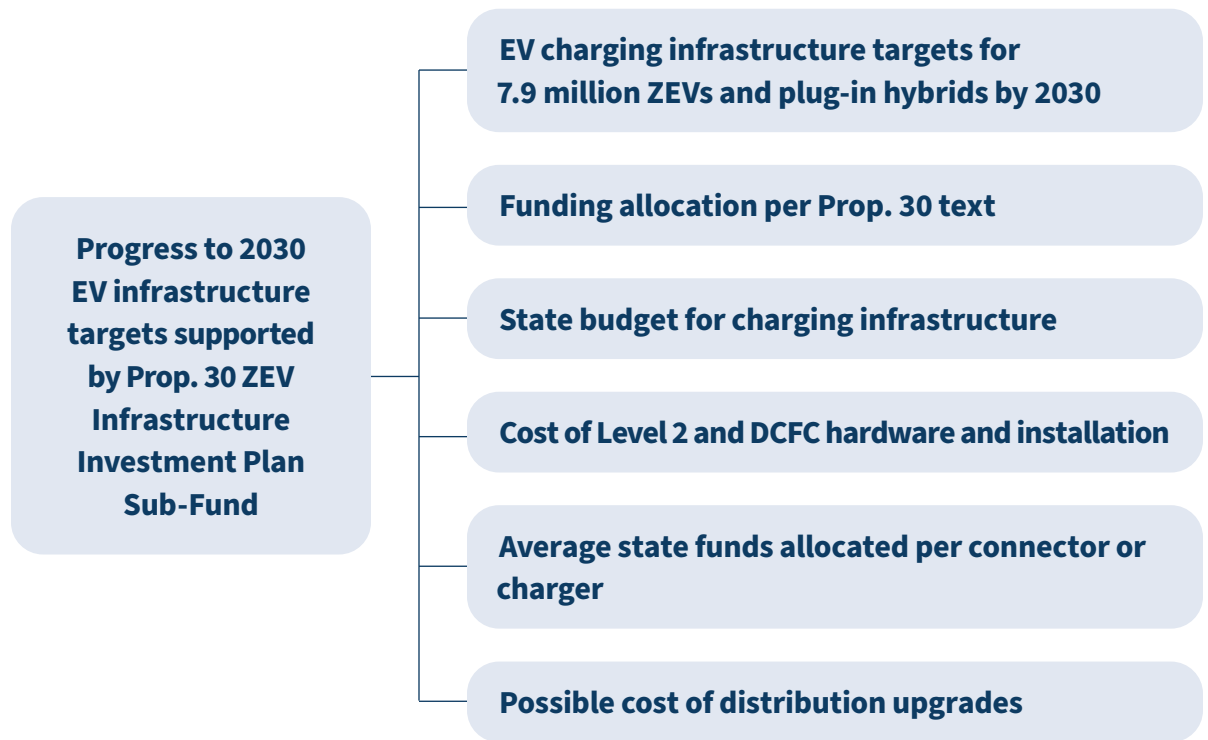 Progress to 2030
EV infrastructure
targets supported
by Prop. 30 ZEV
Infrastructure
Investment Plan
Sub-Fund
EV charging infrastructure targets for
7.9 million ZEVs and plug-in hybrids by 2030
Funding allocation per Prop. 30 text
State budget for charging infrastructure
Cost of Level 2 and DCFC hardware and installation
Average state funds allocated per connector or
charger
Possible cost of distribution upgrades